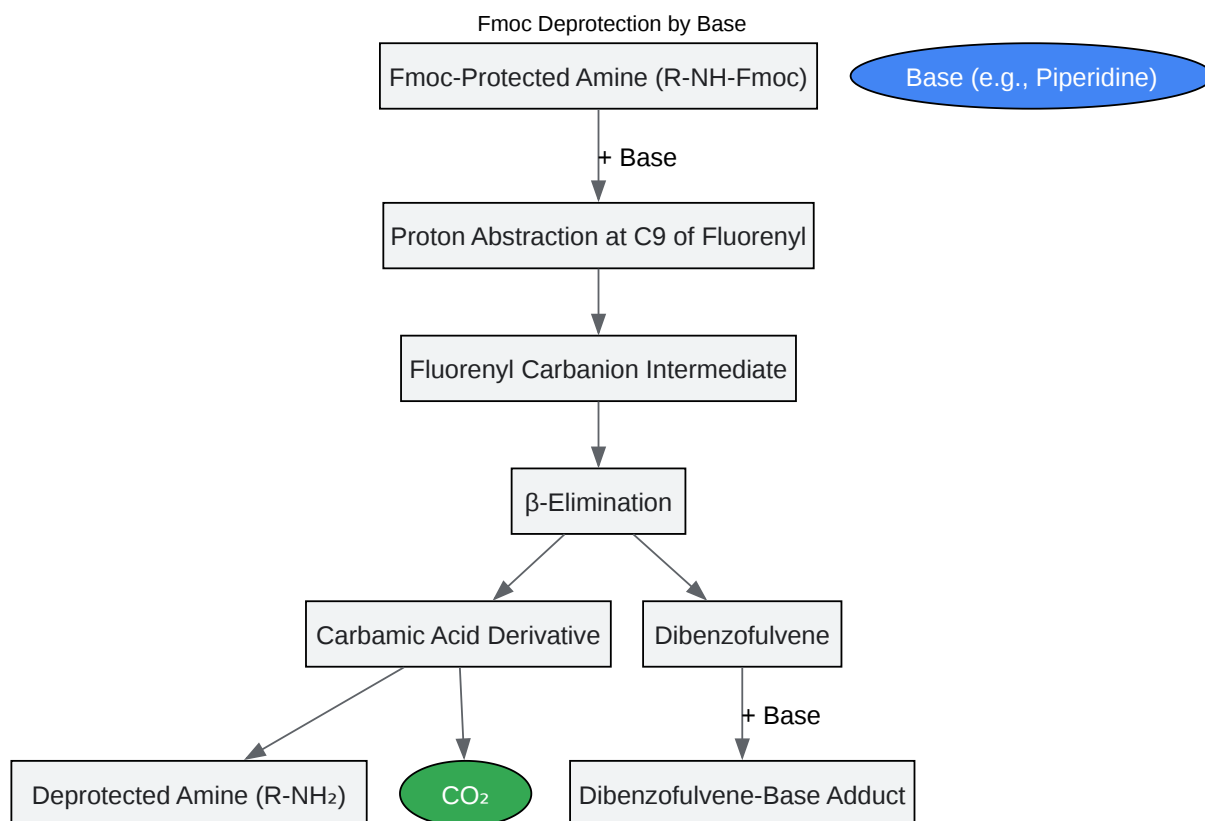 Fmoc Deprotection by Base
Fmoc-Protected Amine (R-NH-Fmoc)
Base (e.g., Piperidine)
+ Base
Proton Abstraction at C9 of Fluorenyl
Fluorenyl Carbanion Intermediate
β-Elimination
Carbamic Acid Derivative
Dibenzofulvene
+ Base
Deprotected Amine (R-NH₂)
CO₂
Dibenzofulvene-Base Adduct